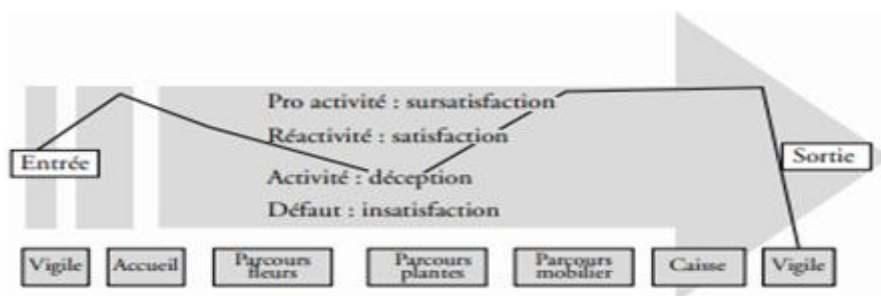 Pro activité : sursatisfaction
Réactivité : satisfaction
Entrée
Sortie
Activité : déception
Défaut : insatisfaction
Vigile
Accueil
Parcours
fleurs
Parcours
plantes
Parcours
mobilier
Caisse
Vigile